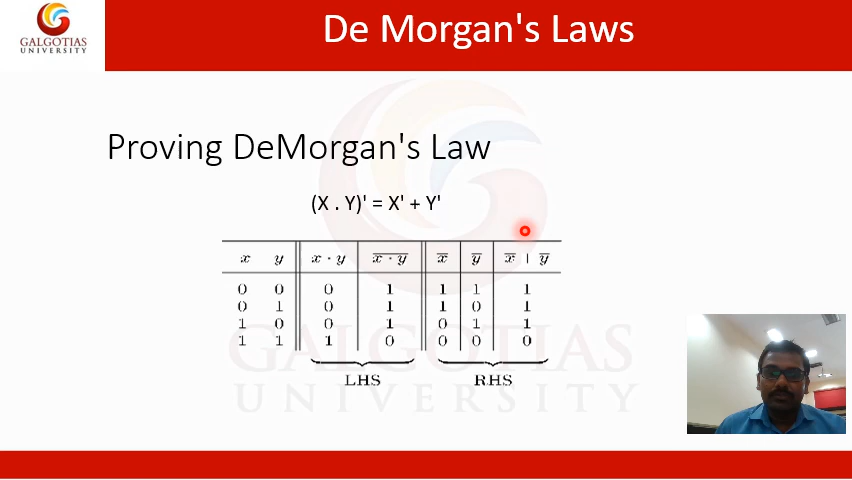 De Morgan's Laws
GALGOTIAS
UNIVERSITY
Proving DeMorgan's Law
(X . Y)' = X' + Y'
x y x · y x̅ ·̅ y̅ x̅ y̅ x̅ + y̅
0 0 0 1 1 1 1
0 1 0 1 1 0 1
1 0 0 1 0 1 1
1 1 1 0 0 0 0
LHS RHS
GALGOTIAS
UNIVERSITY